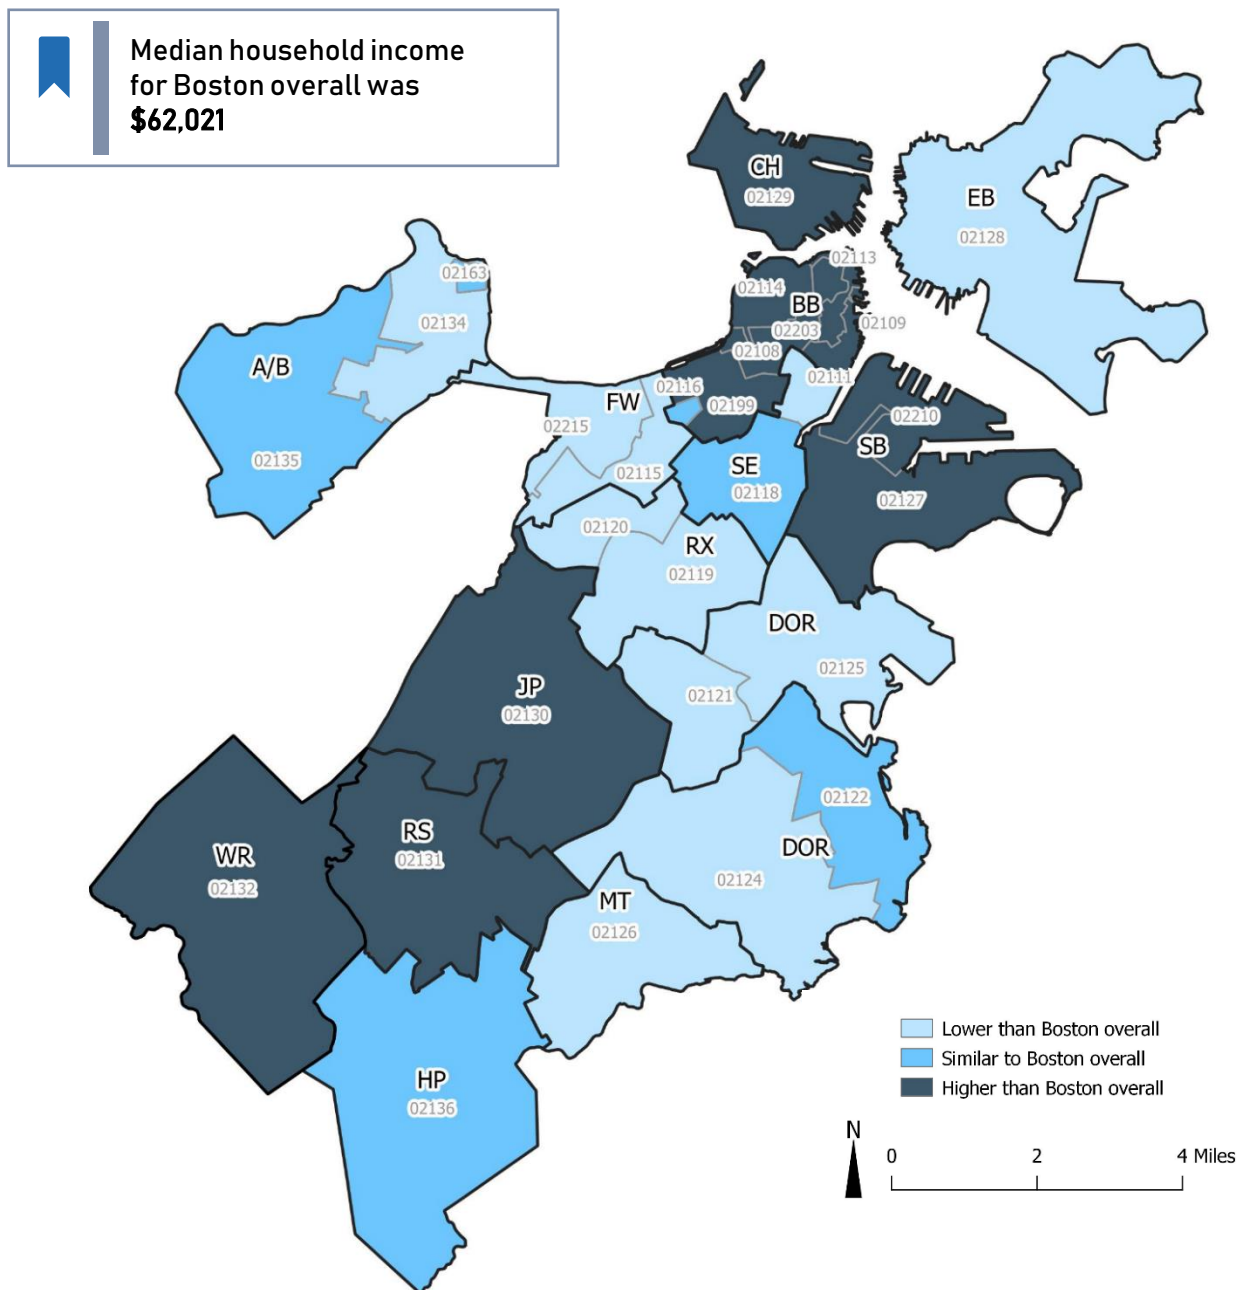 Median household income
for Boston overall was
$62,021
CH
02129
EB
02128
02113
02163
02114
BB
02134
02203
02109
02108
A/B
02111
02116
FW
02199
02215
02210
SB
02135
02115
SE
02118
02127
02120
RX
02119
DOR
02125
JP
02121
02130
02122
RS
DOR
WR
02131
02132
02124
MT
02126
Lower than Boston overall
Similar to Boston overall
Higher than Boston overall
HP
02136
N
0 2 4 Miles